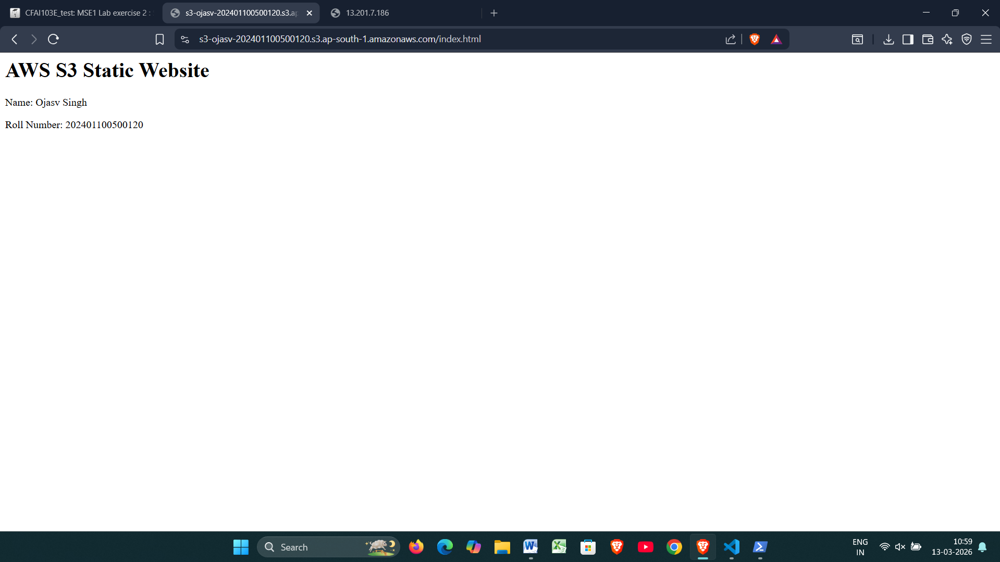 CFAI103E_test: MSE1 Lab exercise 2 :
s3-ojasv-202401100500120.s3.ap
13.201.7.186
s3-ojasv-202401100500120.s3.ap-south-1.amazonaws.com/index.html
AWS S3 Static Website
Name: Ojasv Singh
Roll Number: 202401100500120
Search
ENG
IN
10:59
13-03-2026